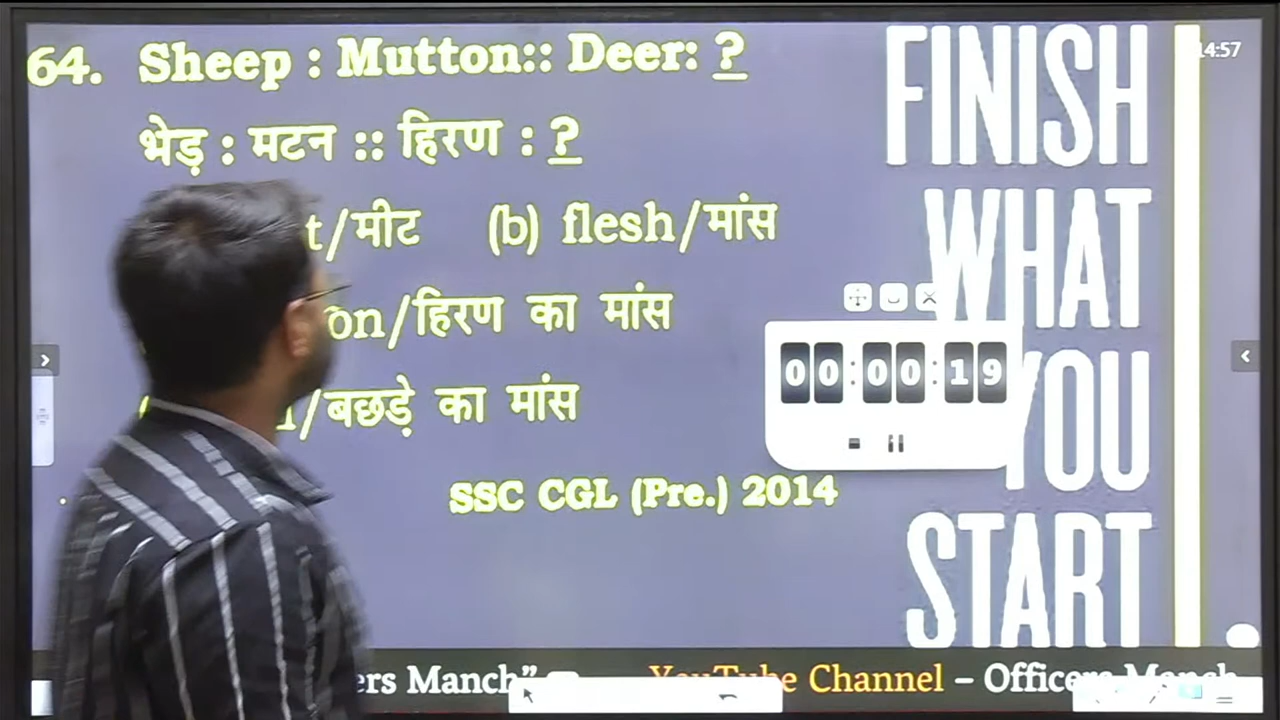 64. Sheep : Mutton:: Deer: ?
भेड़ : मटन :: हिरण : ?
t/मीट (b) flesh/मांस
on/हिरण का मांस
/बछड़े का मांस
SSC CGL (Pre.) 2014
FINISH
WHAT
YOU
START.
14:57
00:00:19
ers Manch” YouTube Channel – Officers Manch